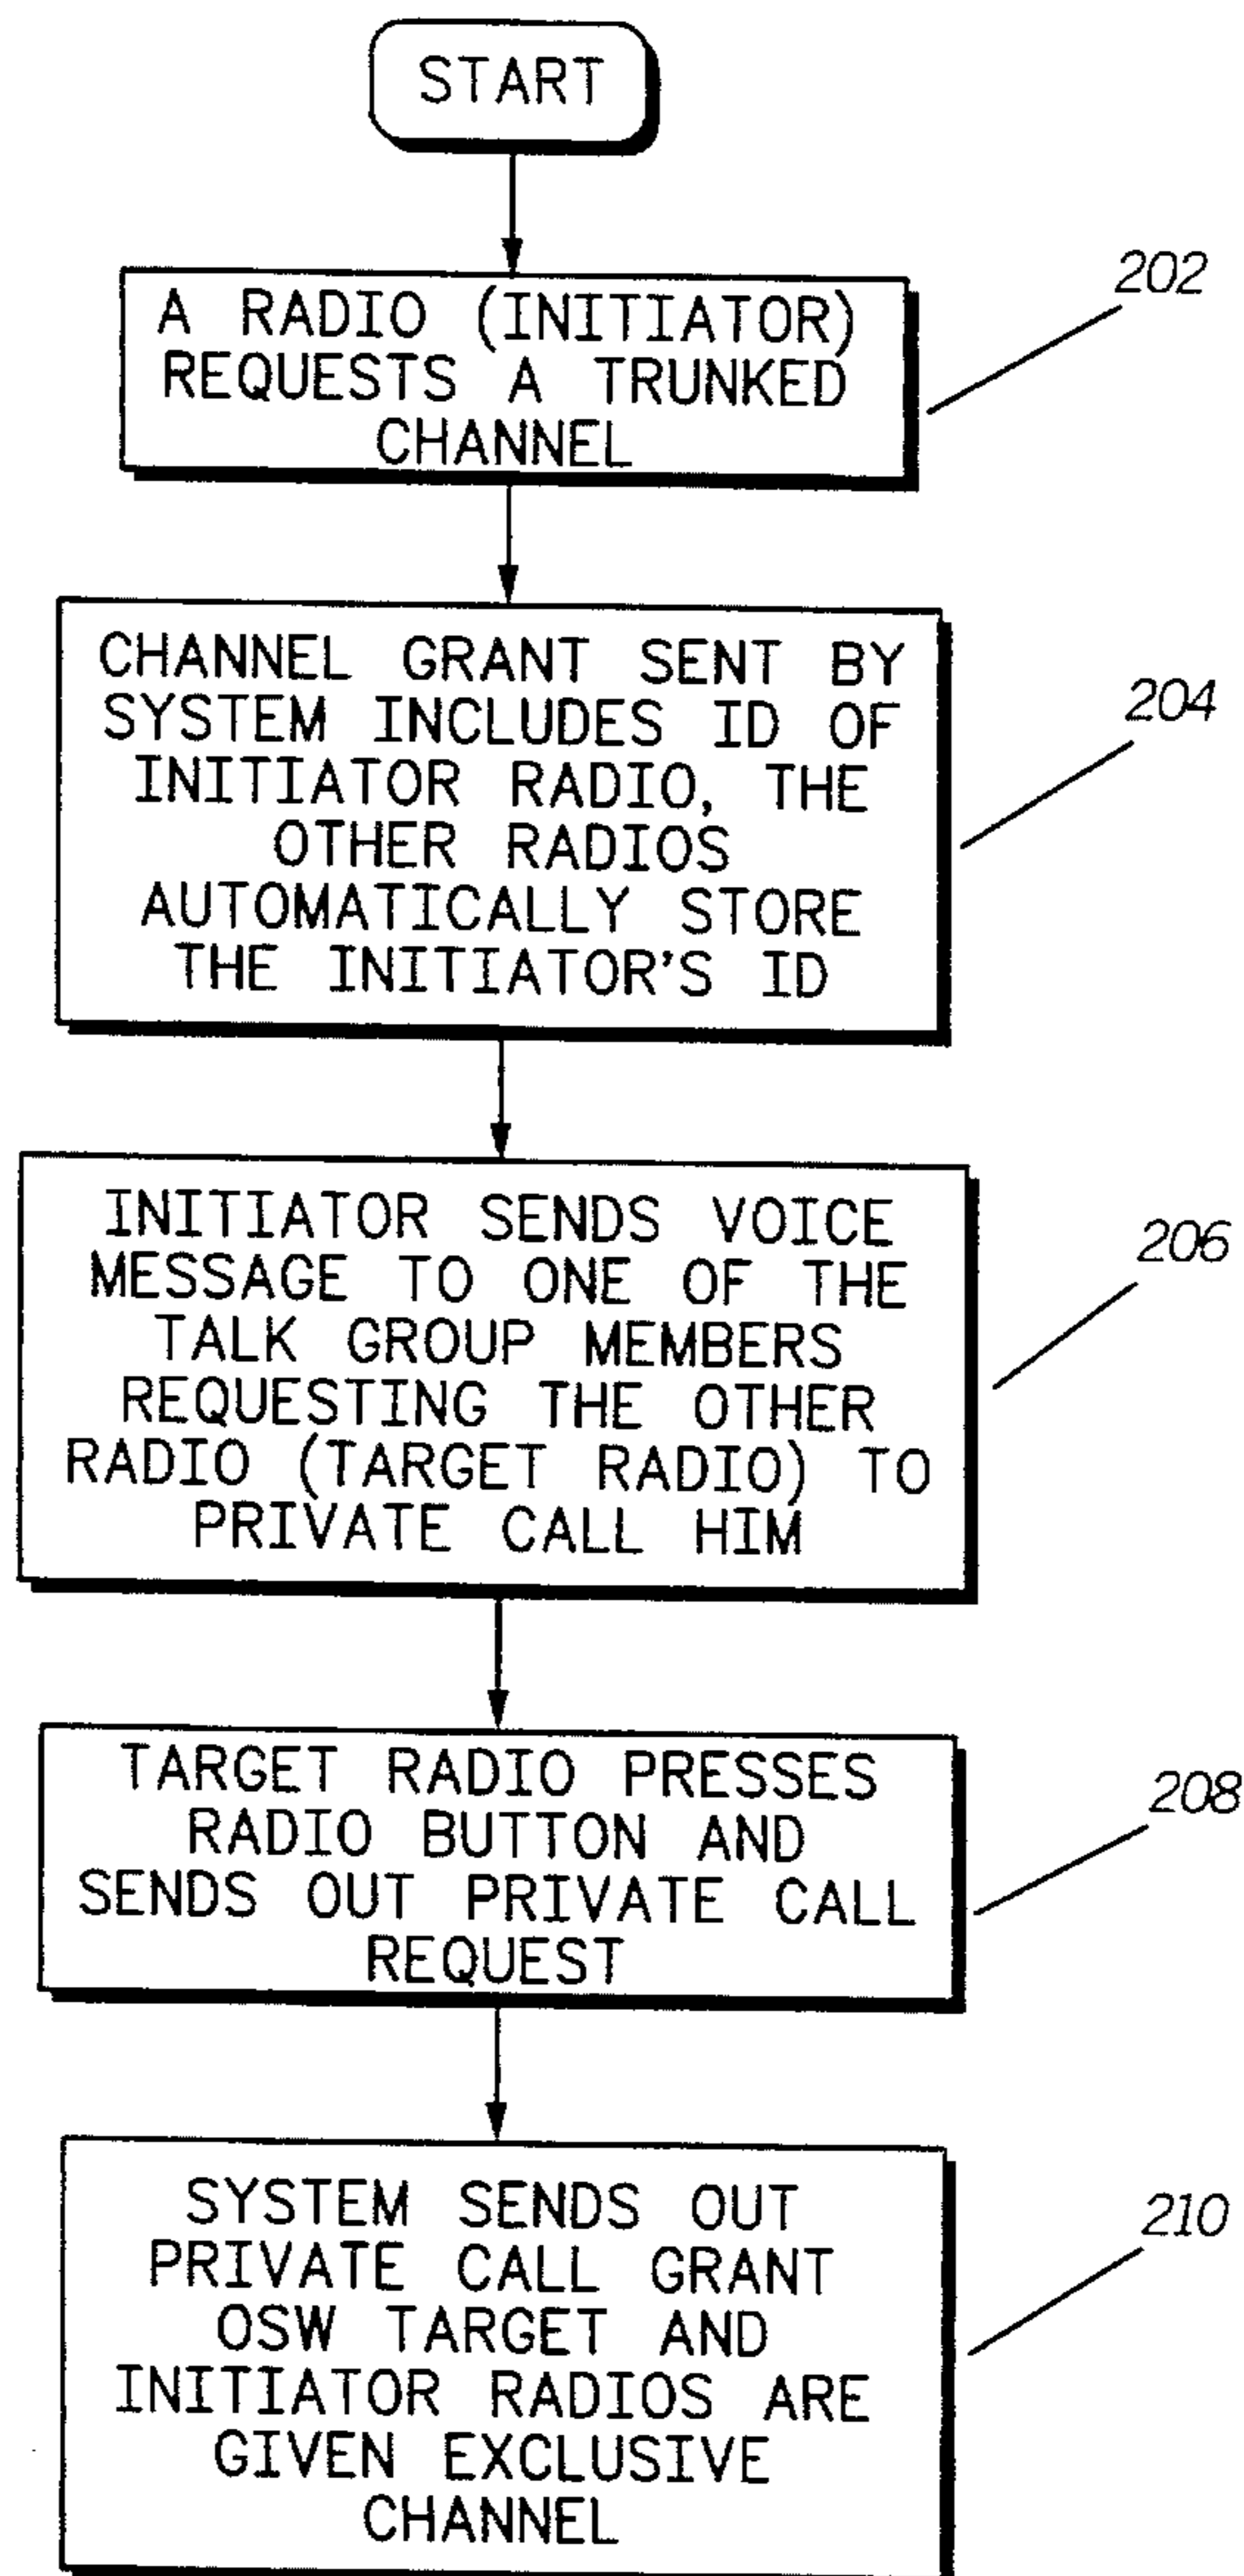 START
202
A RADIO (INITIATOR)
REQUESTS A TRUNKED
CHANNEL
204
CHANNEL GRANT SENT BY
SYSTEM INCLUDES ID OF
INITIATOR RADIO, THE
OTHER RADIOS
AUTOMATICALLY STORE
THE INITIATOR'S ID
206
INITIATOR SENDS VOICE
MESSAGE TO ONE OF THE
TALK GROUP MEMBERS
REQUESTING THE OTHER
RADIO (TARGET RADIO) TO
PRIVATE CALL HIM
208
TARGET RADIO PRESSES
RADIO BUTTON AND
SENDS OUT PRIVATE CALL
REQUEST
210
SYSTEM SENDS OUT
PRIVATE CALL GRANT
OSW TARGET AND
INITIATOR RADIOS ARE
GIVEN EXCLUSIVE
CHANNEL